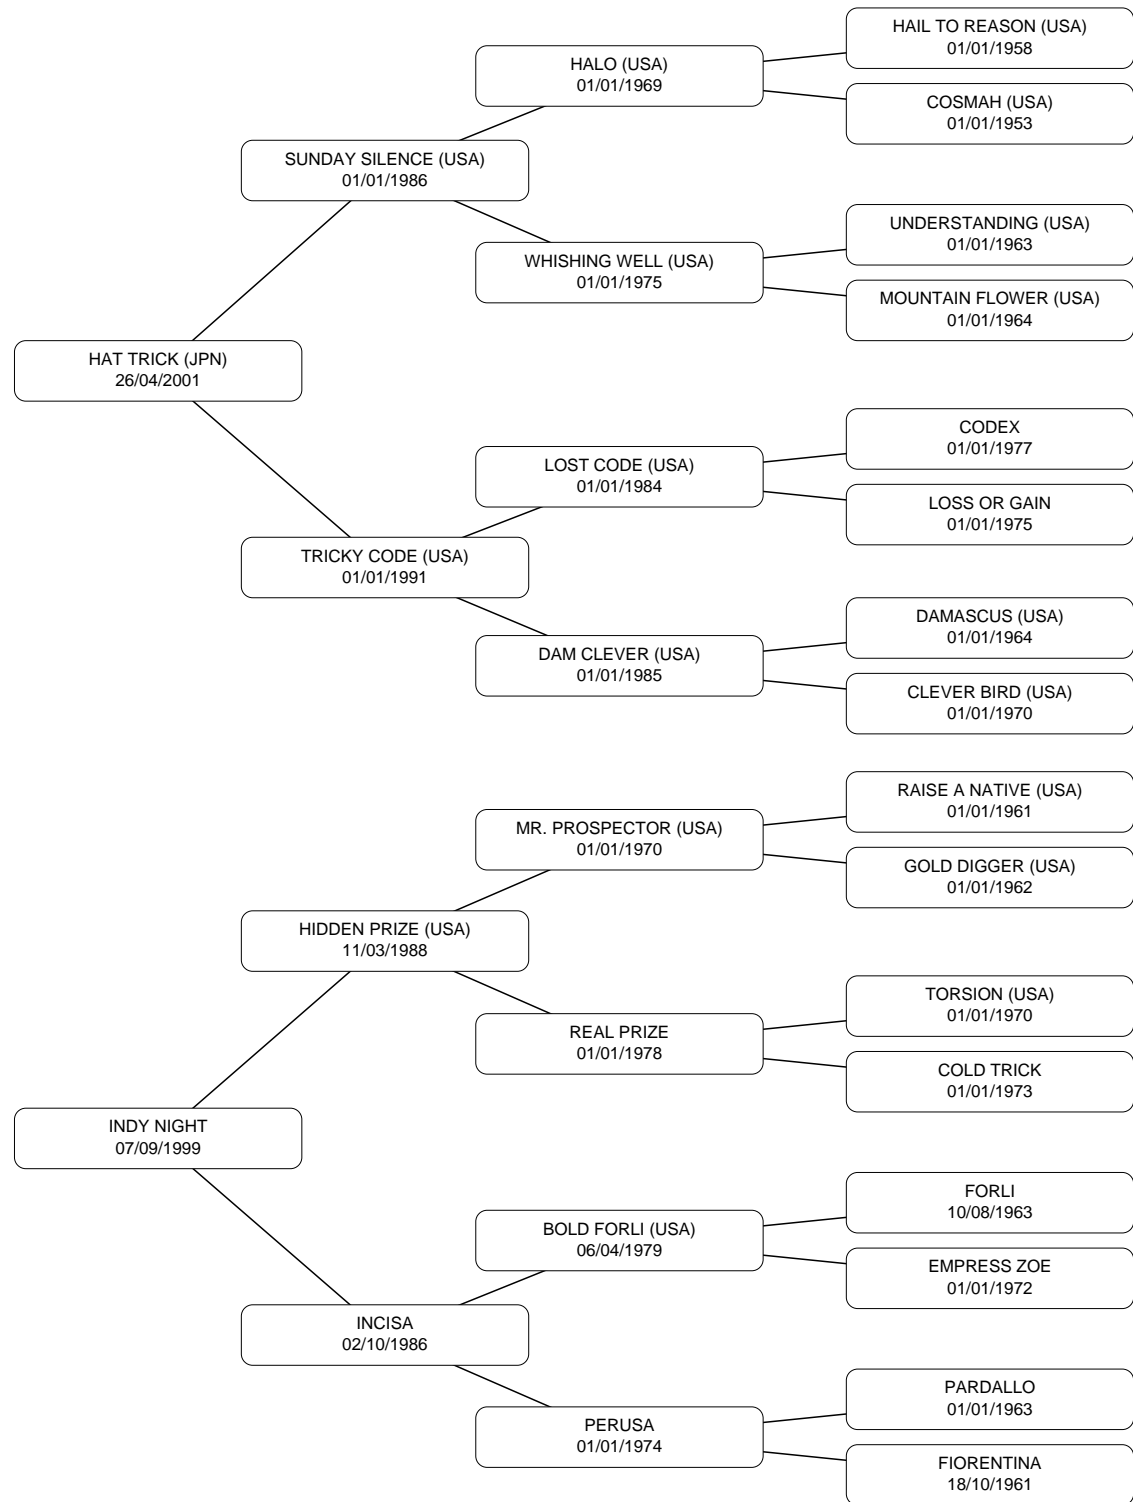 HAIL TO REASON (USA)
01/01/1958
HALO (USA)
01/01/1969
COSMAH (USA)
01/01/1953
SUNDAY SILENCE (USA)
01/01/1986
UNDERSTANDING (USA)
01/01/1963
WHISHING WELL (USA)
01/01/1975
MOUNTAIN FLOWER (USA)
01/01/1964
HAT TRICK (JPN)
26/04/2001
CODEX
01/01/1977
LOST CODE (USA)
01/01/1984
LOSS OR GAIN
01/01/1975
TRICKY CODE (USA)
01/01/1991
DAMASCUS (USA)
01/01/1964
DAM CLEVER (USA)
01/01/1985
CLEVER BIRD (USA)
01/01/1970
RAISE A NATIVE (USA)
01/01/1961
MR. PROSPECTOR (USA)
01/01/1970
GOLD DIGGER (USA)
01/01/1962
HIDDEN PRIZE (USA)
11/03/1988
TORSION (USA)
01/01/1970
REAL PRIZE
01/01/1978
COLD TRICK
01/01/1973
INDY NIGHT
07/09/1999
FORLI
10/08/1963
BOLD FORLI (USA)
06/04/1979
EMPRESS ZOE
01/01/1972
INCISA
02/10/1986
PARDALLO
01/01/1963
PERUSA
01/01/1974
FIORENTINA
18/10/1961